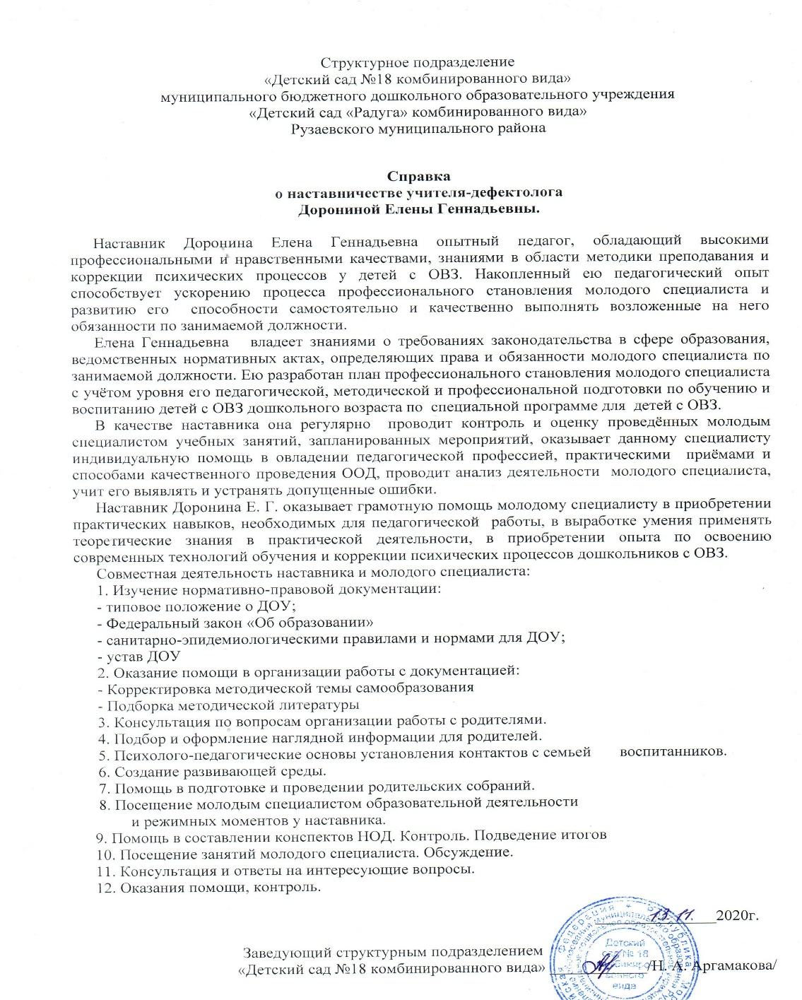 Структурное подразделение
«Детский сад №18 комбинированного вида»
муниципального бюджетного дошкольного образовательного учреждения
«Детский сад «Радуга» комбинированного вида»
Рузаевского муниципального района
Справка
о наставничестве учителя-дефектолога
Дорониной Елены Геннадьевны.
Наставник Доронина Елена Геннадьевна опытный педагог, обладающий высокими
профессиональными и нравственными качествами, знаниями в области методики преподавания и
коррекции психических процессов у детей с ОВЗ. Накопленный ею педагогический опыт
способствует ускорению процесса профессионального становления молодого специалиста и
развитию его способности самостоятельно и качественно выполнять возложенные на него
обязанности по занимаемой должности.
Елена Геннадьевна владеет знаниями о требованиях законодательства в сфере образования,
ведомственных нормативных актах, определяющих права и обязанности молодого специалиста по
занимаемой должности. Ею разработан план профессионального становления молодого специалиста
с учётом уровня его педагогической, методической и профессиональной подготовки по обучению и
воспитанию детей с ОВЗ дошкольного возраста по специальной программе для детей с ОВЗ.
В качестве наставника она регулярно проводит контроль и оценку проведённых молодым
специалистом учебных занятий, запланированных мероприятий, оказывает данному специалисту
индивидуальную помощь в овладении педагогической профессией, практическими приёмами и
способами качественного проведения ООД, проводит анализ деятельности молодого специалиста,
учит его выявлять и устранять допущенные ошибки.
Наставник Доронина Е. Г. оказывает грамотную помощь молодому специалисту в приобретении
практических навыков, необходимых для педагогической работы, в выработке умения применять
теоретические знания в практической деятельности, в приобретении опыта по освоению
современных технологий обучения и коррекции психических процессов дошкольников с ОВЗ.
Совместная деятельность наставника и молодого специалиста:
1. Изучение нормативно-правовой документации:
- типовое положение о ДОУ;
- Федеральный закон «Об образовании»
- санитарно-эпидемиологическими правилами и нормами для ДОУ;
- устав ДОУ
2. Оказание помощи в организации работы с документацией:
- Корректировка методической темы самообразования
- Подборка методической литературы
3. Консультация по вопросам организации работы с родителями.
4. Подбор и оформление наглядной информации для родителей.
5. Психолого-педагогические основы установления контактов с семьей воспитанников.
6. Создание развивающей среды.
7. Помощь в подготовке и проведении родительских собраний.
8. Посещение молодым специалистом образовательной деятельности
и режимных моментов у наставника.
9. Помощь в составлении конспектов НОД. Контроль. Подведение итогов
10. Посещение занятий молодого специалиста. Обсуждение.
11. Консультация и ответы на интересующие вопросы.
12. Оказания помощи, контроль.
13.11. 2020г.
Заведующий структурным подразделением
«Детский сад №18 комбинированного вида» /Н. А. Аргамакова/
Детский
сад № 18
вида